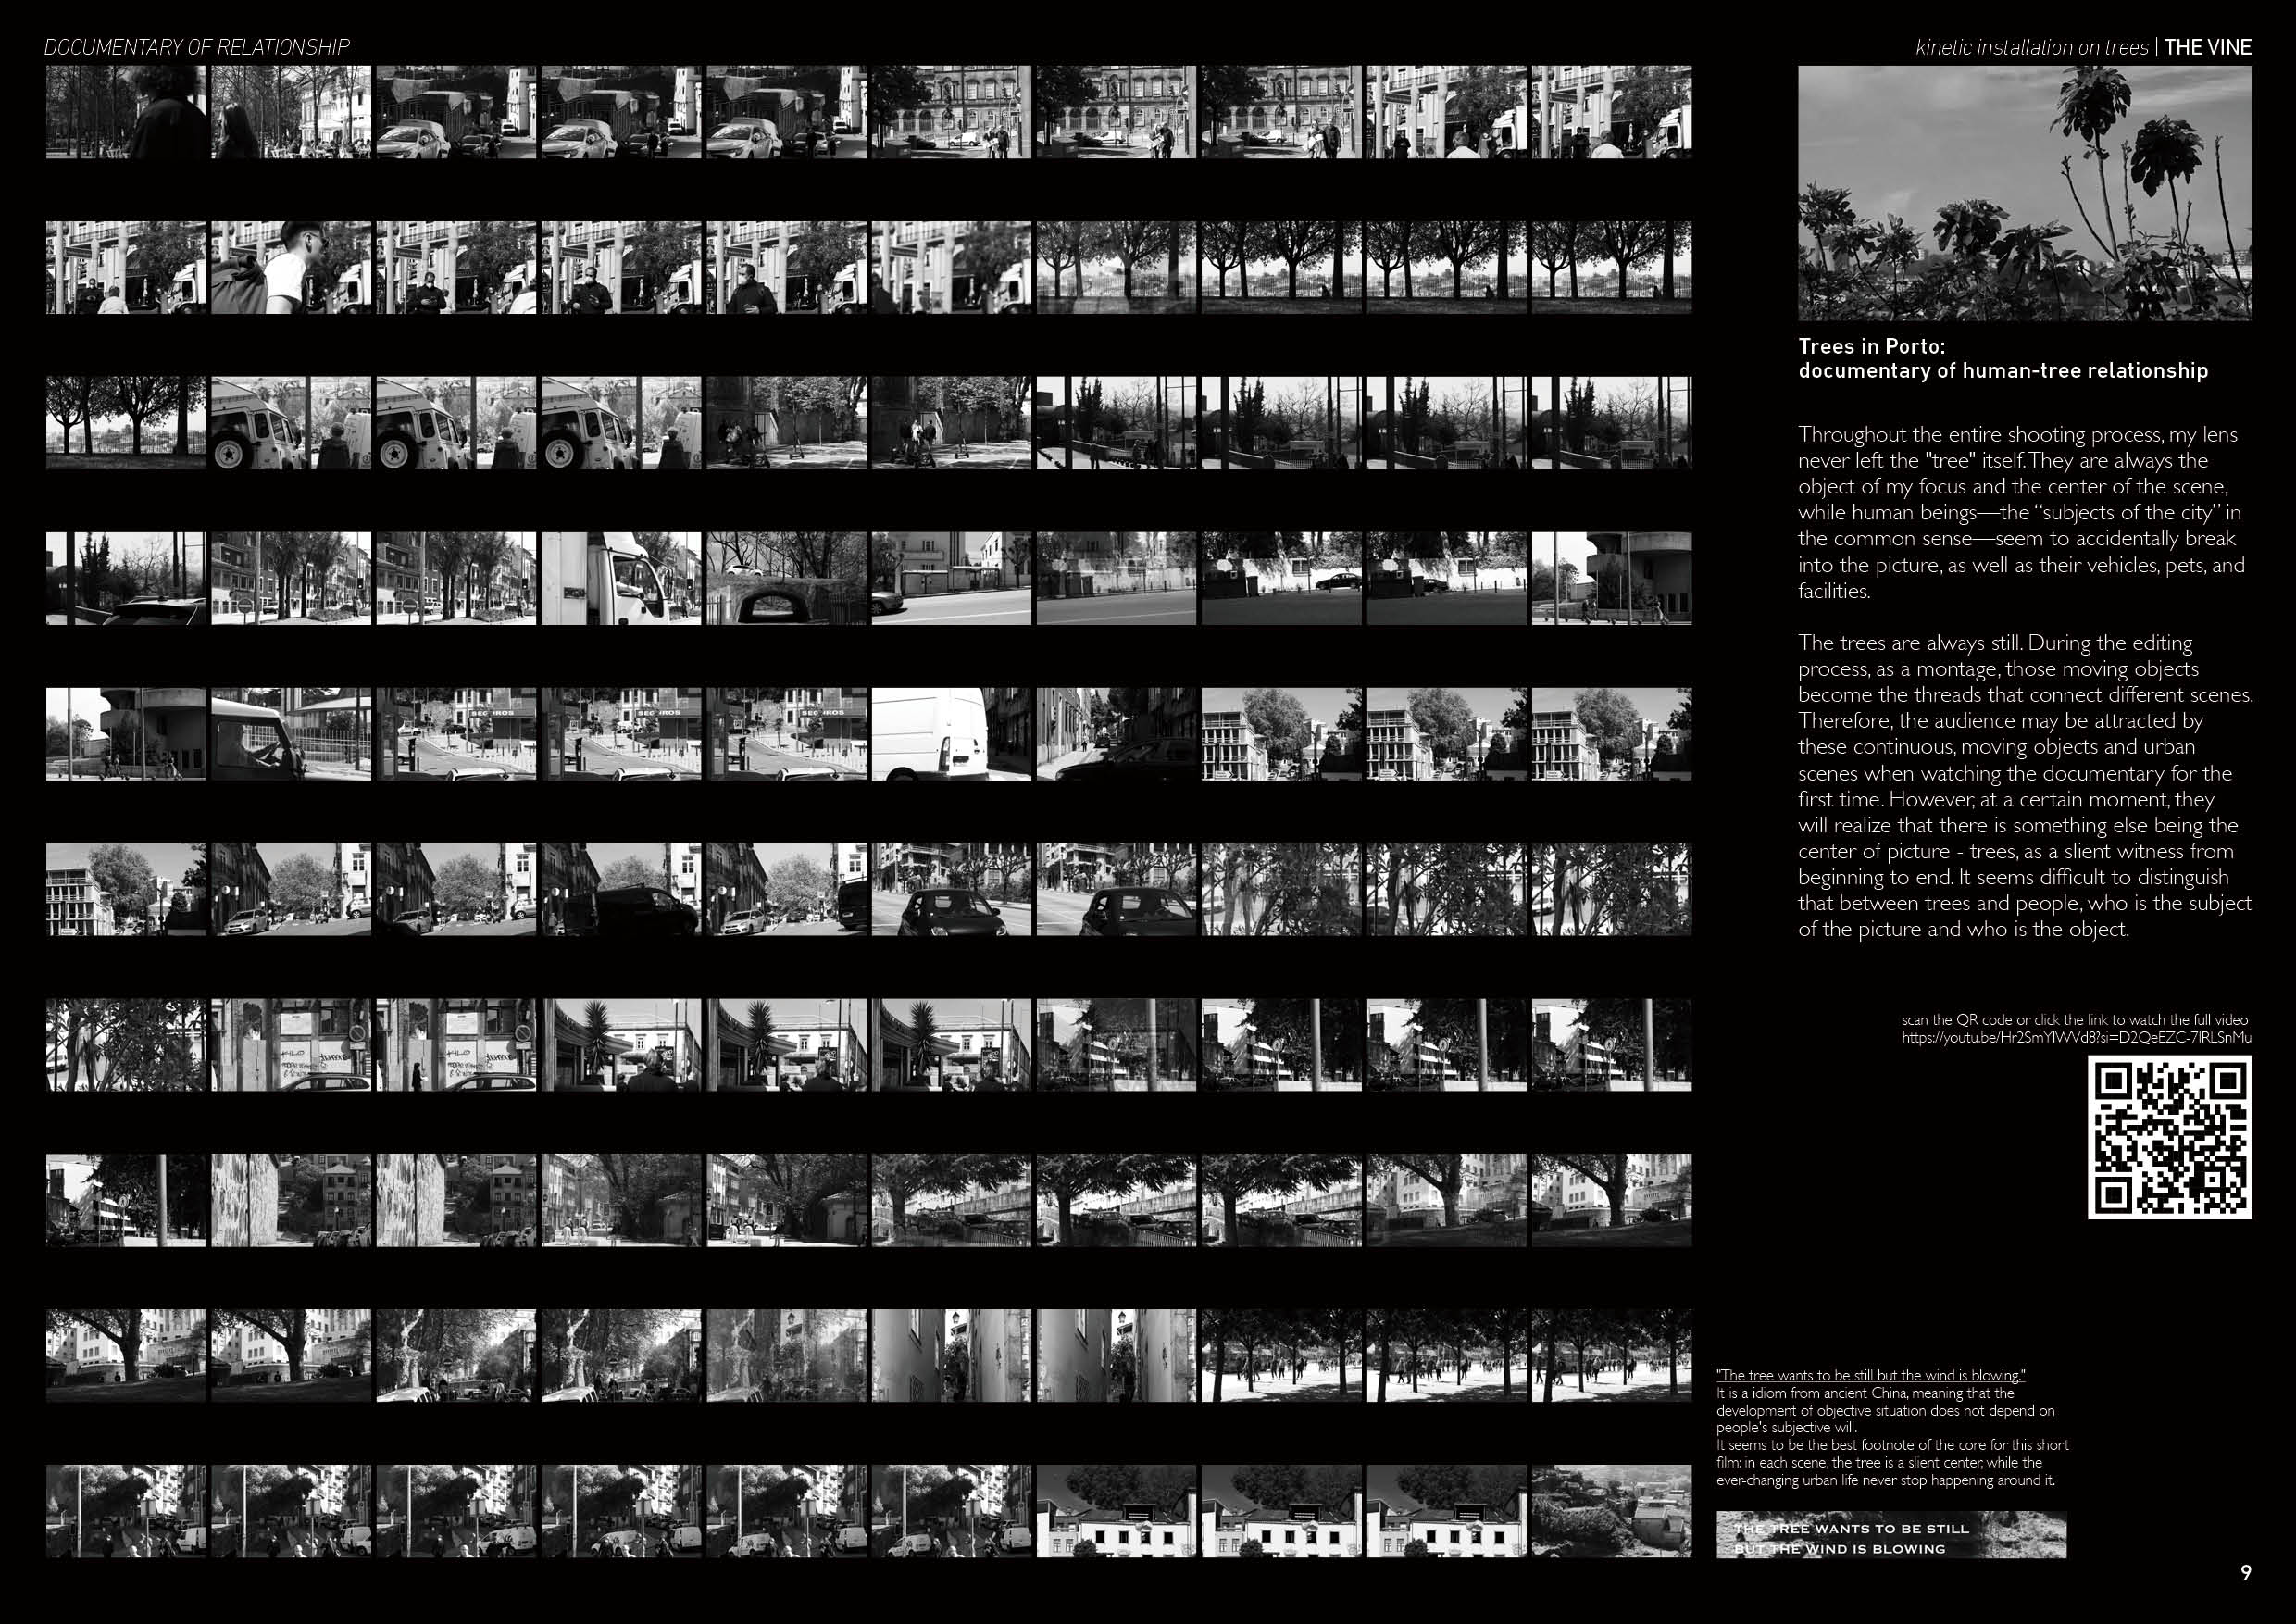 DOCUMENTARY OF RELATIONSHIP
kinetic installation on trees | THE VINE
Trees in Porto:
documentary of human-tree relationship
Throughout the entire shooting process, my lens
never left the "tree" itself. They are always the
object of my focus and the center of the scene,
while human beings—the “subjects of the city” in
the common sense—seem to accidentally break
into the picture, as well as their vehicles, pets, and
facilities.
The trees are always still. During the editing
process, as a montage, those moving objects
become the threads that connect different scenes.
Therefore, the audience may be attracted by
these continuous, moving objects and urban
scenes when watching the documentary for the
first time. However, at a certain moment, they
will realize that there is something else being the
center of picture - trees, as a slient witness from
beginning to end. It seems difficult to distinguish
that between trees and people, who is the subject
of the picture and who is the object.
scan the QR code or click the link to watch the full video
https://youtu.be/Hr2SmYIWVd8?si=D2QeEZC-7IRLSnMu
"The tree wants to be still but the wind is blowing."
It is a idiom from ancient China, meaning that the
development of objective situation does not depend on
people's subjective will.
It seems to be the best footnote of the core for this short
film: in each scene, the tree is a slient center, while the
ever-changing urban life never stop happening around it.
THE TREE WANTS TO BE STILL
BUT THE WIND IS BLOWING
9